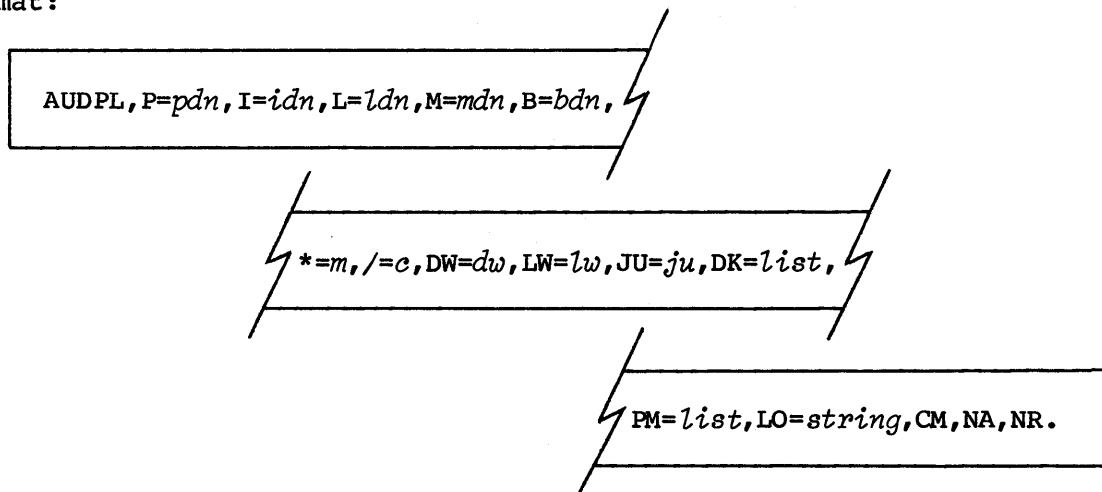 mat:
AUDPL,P=pdn,I=idn,L=ldn,M=mdn,B=bdn,
*=m,/=c,DW=dw,LW=lw,JU=ju,DK=list,
PM=list,LO=string,CM,NA,NR.